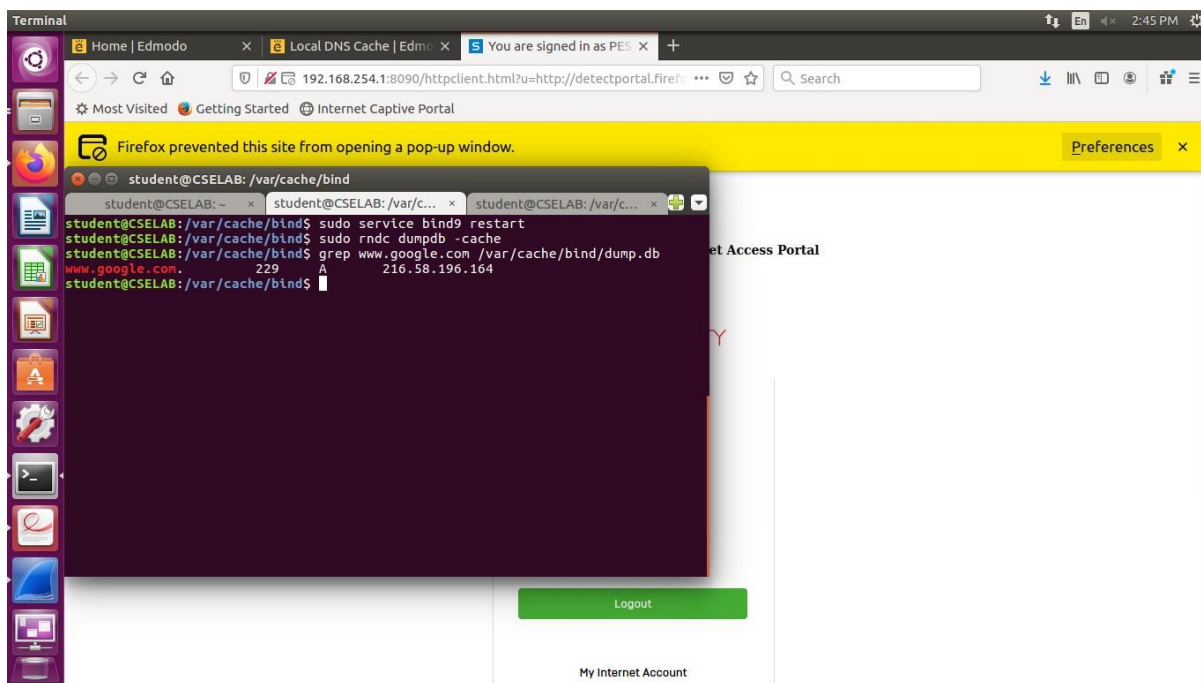 Terminal
En
2:45 PM
Home | Edmodo
Local DNS Cache | Edmo
You are signed in as PES
192.168.254.1:8090/httpclient.html?u=http://detectportal.firefo
Search
Most Visited Getting Started Internet Captive Portal
Firefox prevented this site from opening a pop-up window.
Preferences
student@CSELAB: /var/cache/bind
student@CSELAB: ~
student@CSELAB: /var/c...
student@CSELAB: /var/c...
student@CSELAB:/var/cache/bind$ sudo service bind9 restart
student@CSELAB:/var/cache/bind$ sudo rndc dumpdb -cache
student@CSELAB:/var/cache/bind$ grep www.google.com /var/cache/bind/dump.db
www.google.com. 229 A 216.58.196.164
student@CSELAB:/var/cache/bind$
et Access Portal
Y
Logout
My Internet Account